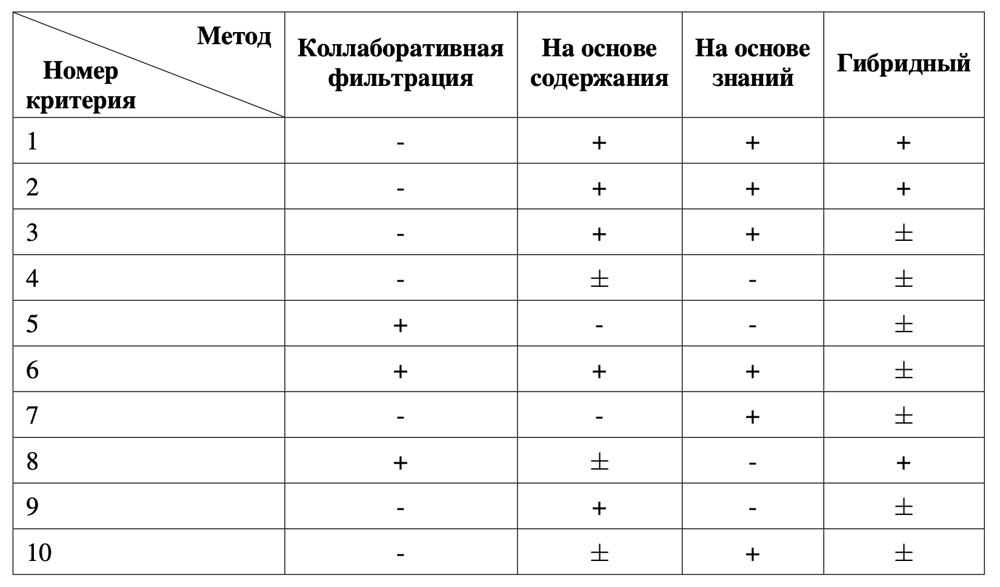 Метод
Номер
критерия
Коллаборативная
фильтрация
На основе
содержания
На основе
знаний
Гибридный
1 - + + +
2 - + + +
3 - + + ±
4 - ± - ±
5 + - - ±
6 + + + ±
7 - - + ±
8 + ± - +
9 - + - ±
10 - ± + ±